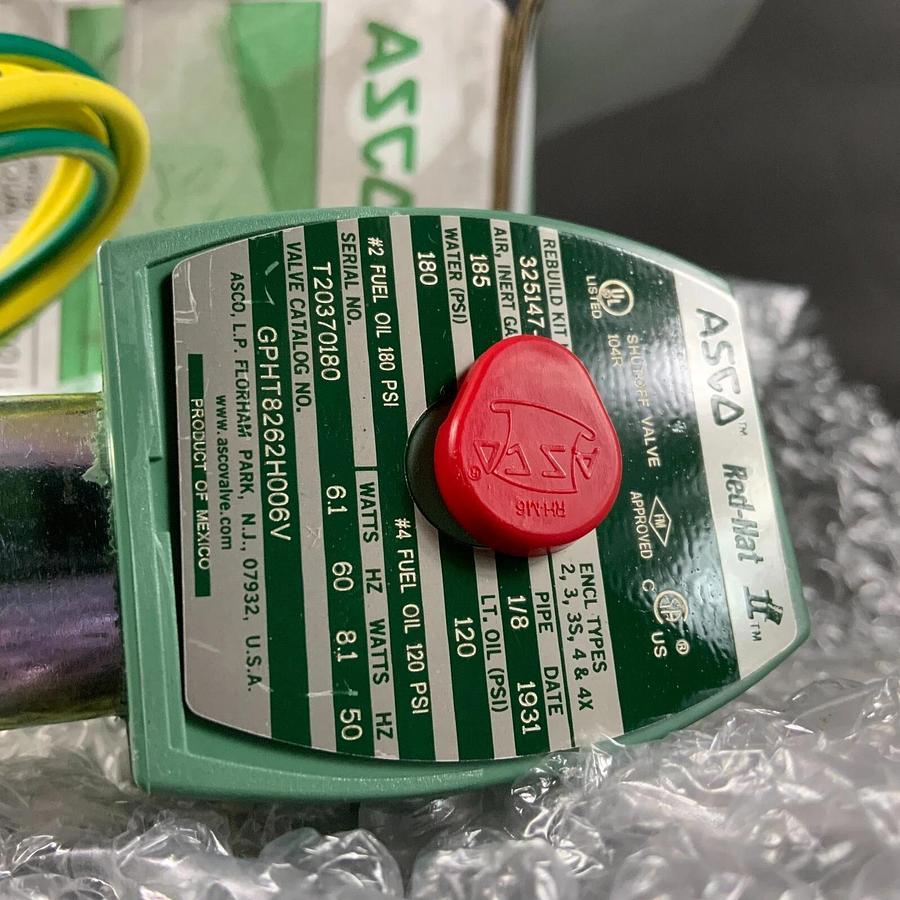 ASCO
ASCO™ Red-Hat II™
UL LISTED 104R
SHUT-OFF VALVE
FM APPROVED
C US ®
REBUILD KIT
325147
ENCL TYPES
2, 3, 3S, 4 & 4X
AIR, INERT GA
PIPE DATE
185
1/8 1931
WATER (PSI)
LT. OIL (PSI)
180
120
#2 FUEL OIL 180 PSI
#4 FUEL OIL 120 PSI
SERIAL NO.
WATTS HZ WATTS HZ
T20370180
6.1 60 8.1 50
VALVE CATALOG NO.
GPHT8262H006V
ASCO, L.P. FLORHAM PARK, N.J., 07932, U.S.A.
www.ascovalve.com
PRODUCT OF MEXICO
ASCO®
RH-M6